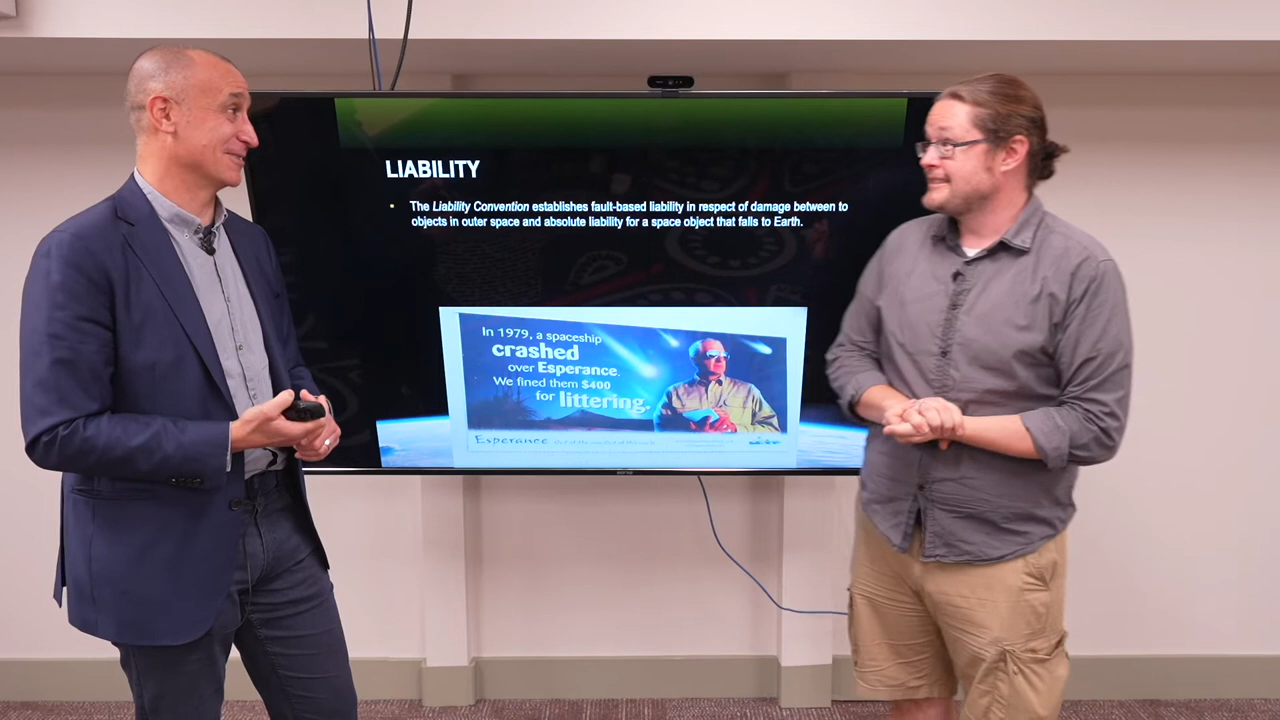 LIABILITY
▪ The Liability Convention establishes fault-based liability in respect of damage between to
objects in outer space and absolute liability for a space object that falls to Earth.
In 1979, a spaceship
crashed
over Esperance.
We fined them $400
for littering.
Esperance